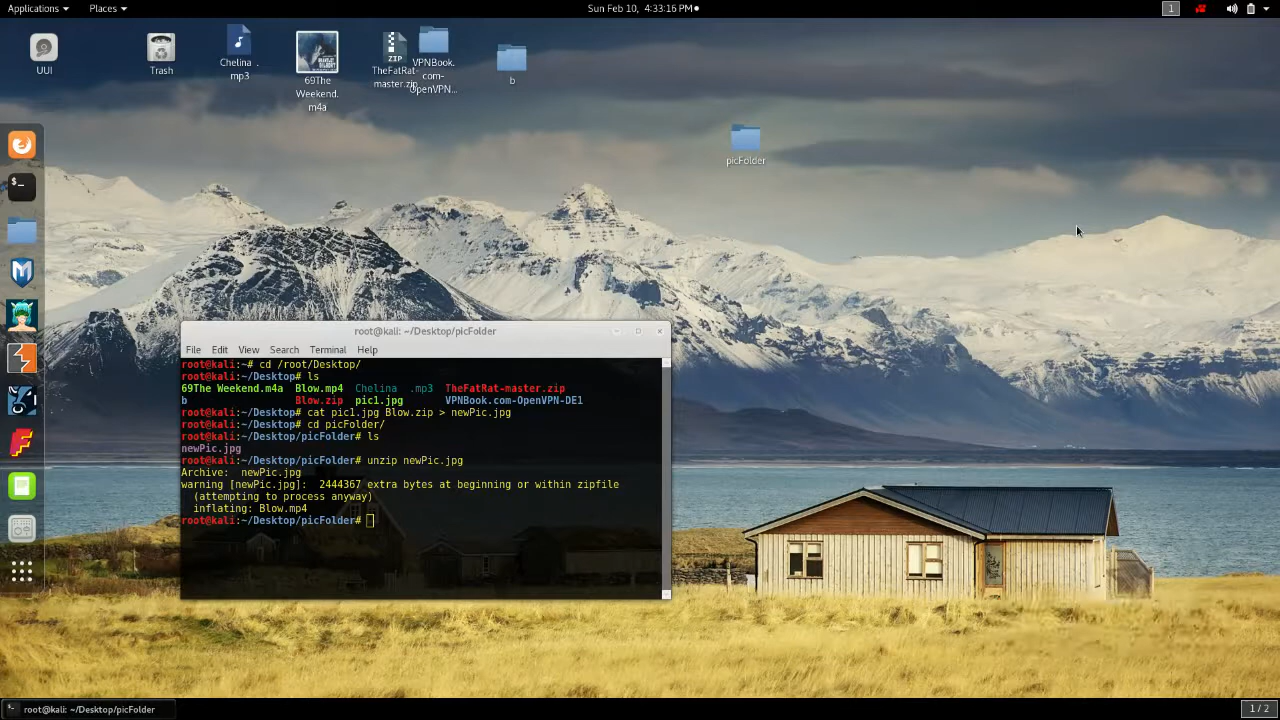 Applications Places Sun Feb 10, 4:33:16 PM 1
UUI
Trash
Chelina .
mp3
69The
Weekend.
m4a
ZIP
TheFatRat-
master.zip
VPNBook.
com-
OpenVPN...
b
picFolder
root@kali: ~/Desktop/picFolder
File Edit View Search Terminal Help
root@kali:~# cd /root/Desktop/
root@kali:~/Desktop# ls
69The Weekend.m4a Blow.mp4 Chelina .mp3 TheFatRat-master.zip
b Blow.zip pic1.jpg VPNBook.com-OpenVPN-DE1
root@kali:~/Desktop# cat pic1.jpg Blow.zip > newPic.jpg
root@kali:~/Desktop# cd picFolder/
root@kali:~/Desktop/picFolder# ls
newPic.jpg
root@kali:~/Desktop/picFolder# unzip newPic.jpg
Archive: newPic.jpg
warning [newPic.jpg]: 2444367 extra bytes at beginning or within zipfile
(attempting to process anyway)
inflating: Blow.mp4
root@kali:~/Desktop/picFolder#
root@kali: ~/Desktop/picFolder 1 / 2